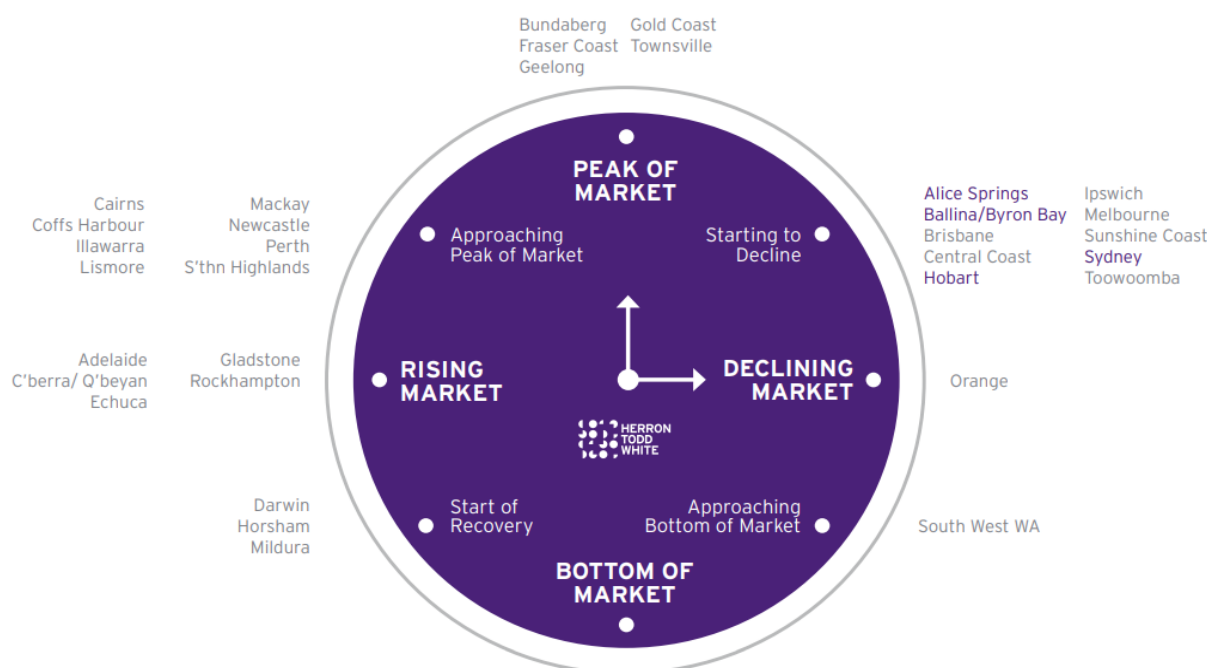 Bundaberg Gold Coast
Fraser Coast Townsville
Geelong
PEAK OF
MARKET
Cairns Mackay
Coffs Harbour Newcastle
Illawarra Perth
Lismore S'thn Highlands
Approaching
Peak of Market
Starting to
Decline
Alice Springs Ipswich
Ballina/Byron Bay Melbourne
Brisbane Sunshine Coast
Central Coast Sydney
Hobart Toowoomba
Adelaide Gladstone
C'berra/ Q'beyan Rockhampton
Echuca
RISING
MARKET
DECLINING
MARKET
Orange
HERRON
TODD
WHITE
Darwin
Horsham
Mildura
Start of
Recovery
Approaching
Bottom of Market
South West WA
BOTTOM OF
MARKET